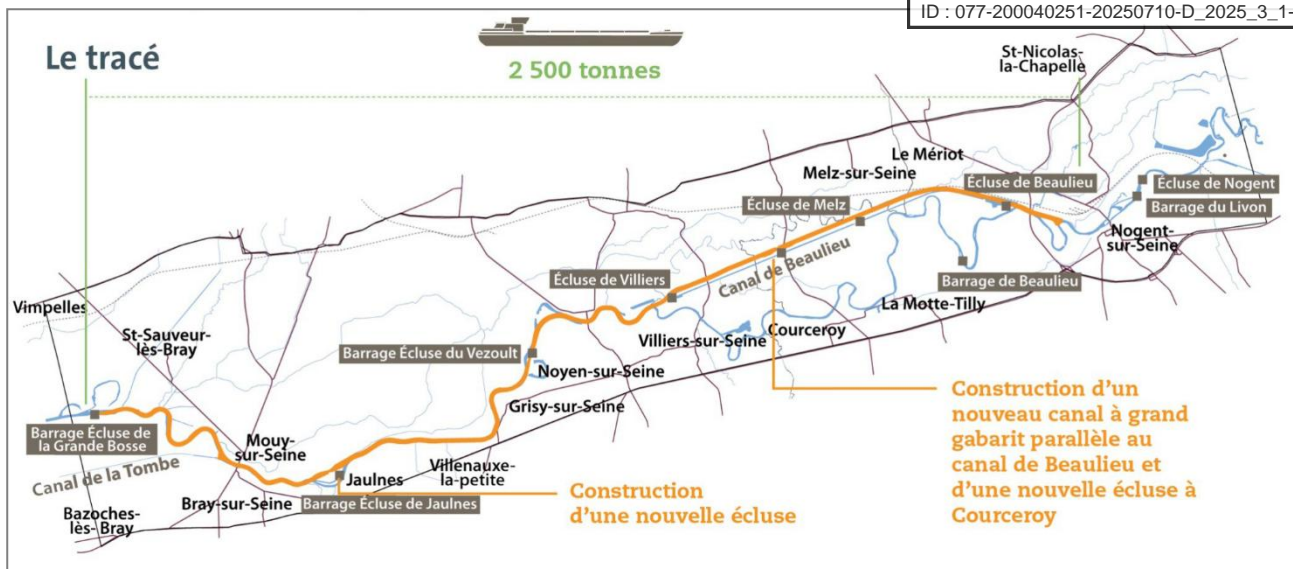 ID : 077-200040251-20250710-D_2025_3_1-
Le tracé
2 500 tonnes
St-Nicolas-
la-Chapelle
Le Mériot
Melz-sur-Seine
Écluse de Beaulieu
Écluse de Nogent
Barrage du Livon
Écluse de Melz
Nogent-
sur-Seine
Canal de Beaulieu
Barrage de Beaulieu
Écluse de Villiers
La Motte-Tilly
Vimpelles
St-Sauveur-
lès-Bray
Courceroy
Villiers-sur-Seine
Barrage Écluse du Vezoult
Noyen-sur-Seine
Grisy-sur-Seine
Barrage Écluse de
la Grande Bosse
Mouy-
sur-Seine
Canal de la Tombe
Jaulnes
Villenauxe-
la-petite
Bray-sur-Seine
Barrage Écluse de Jaulnes
Bazoches-
lès- Bray
Construction
d'une nouvelle écluse
Construction d'un
nouveau canal à grand
gabarit parallèle au
canal de Beaulieu et
d'une nouvelle écluse à
Courceroy